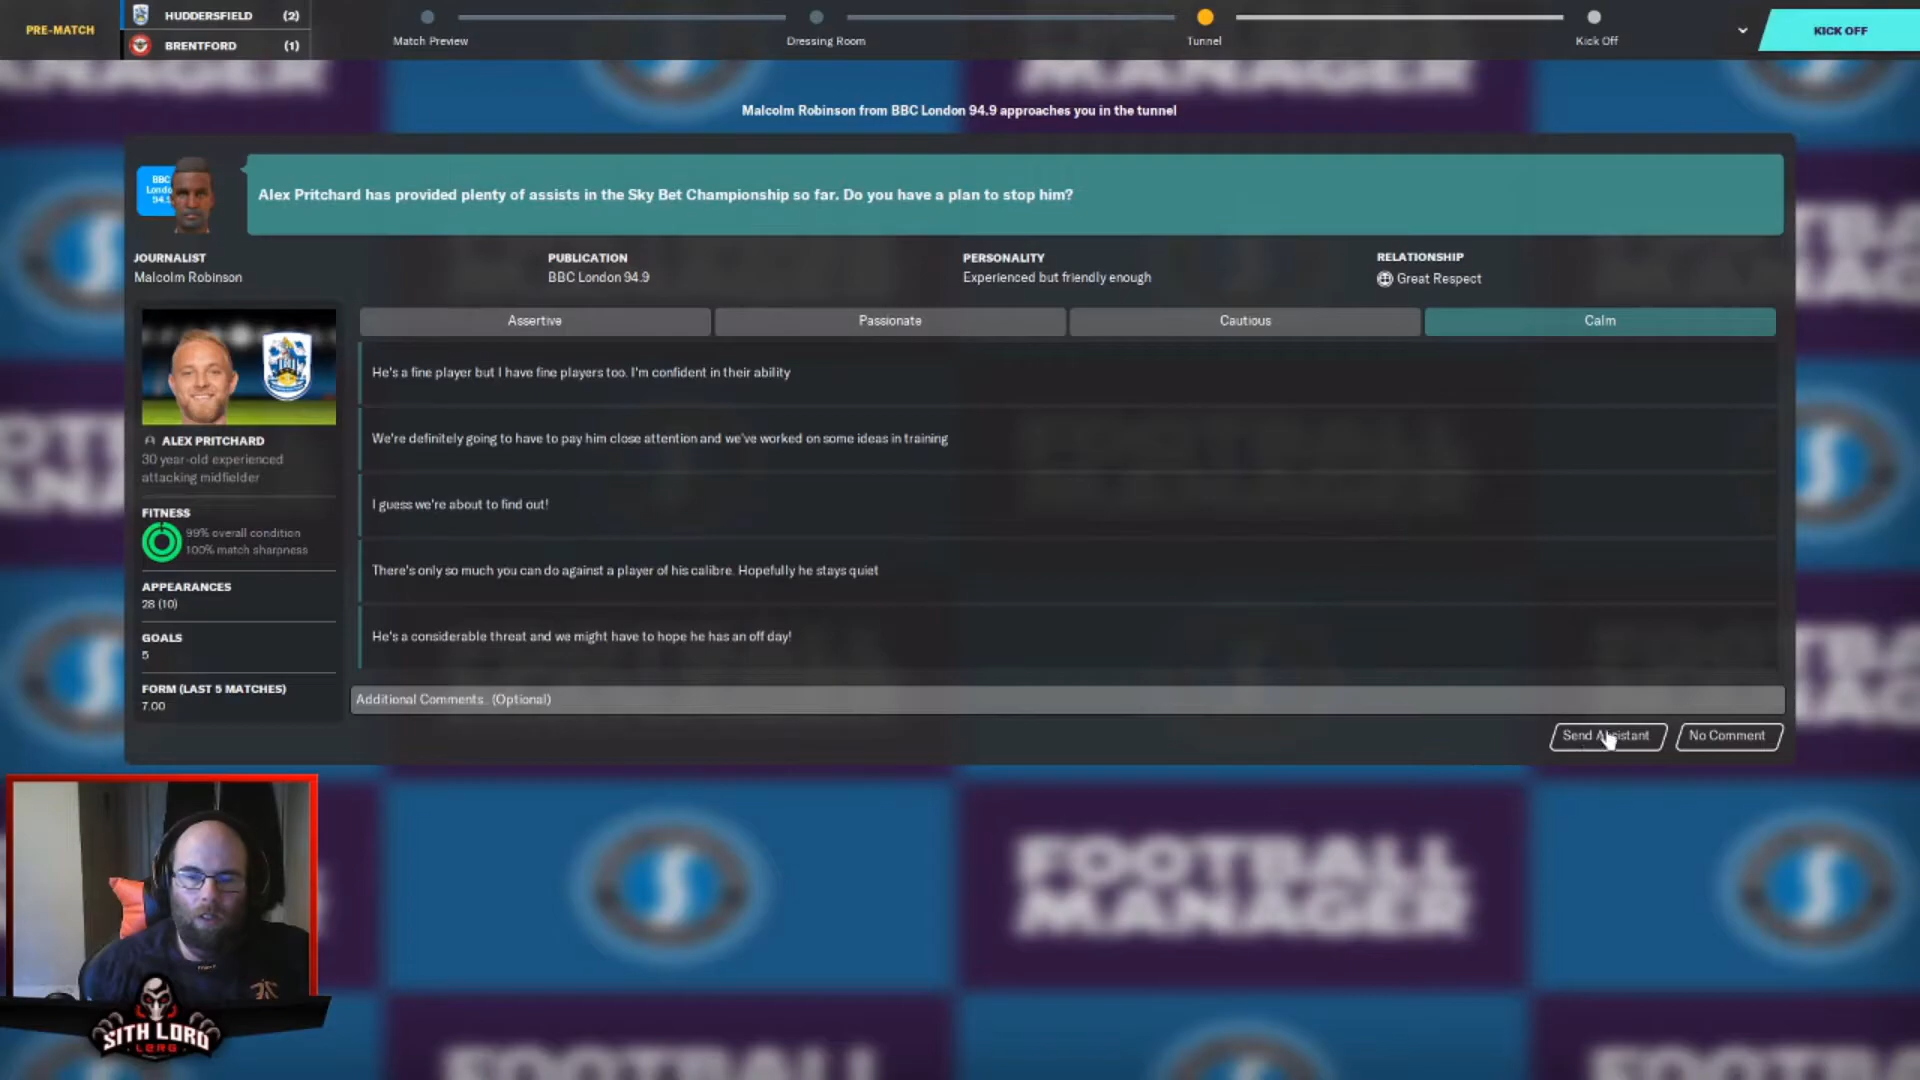 PRE-MATCH
HUDDERSFIELD (2)
BRENTFORD (1)
Match Preview
Dressing Room
Tunnel
Kick Off
KICK OFF
Malcolm Robinson from BBC London 94.9 approaches you in the tunnel
BBC
London
94.9
Alex Pritchard has provided plenty of assists in the Sky Bet Championship so far. Do you have a plan to stop him?
JOURNALIST
Malcolm Robinson
PUBLICATION
BBC London 94.9
PERSONALITY
Experienced but friendly enough
RELATIONSHIP
Great Respect
Assertive
Passionate
Cautious
Calm
He's a fine player but I have fine players too. I'm confident in their ability
We're definitely going to have to pay him close attention and we've worked on some ideas in training
I guess we're about to find out!
There's only so much you can do against a player of his calibre. Hopefully he stays quiet
He's a considerable threat and we might have to hope he has an off day!
ALEX PRITCHARD
30 year-old experienced
attacking midfielder
FITNESS
99% overall condition
100% match sharpness
APPEARANCES
28 (10)
GOALS
5
FORM (LAST 5 MATCHES)
7.00
Additional Comments.. (Optional)
Send Assistant
No Comment
FOOTBALL
MANAGER
SITH LORD
LERO